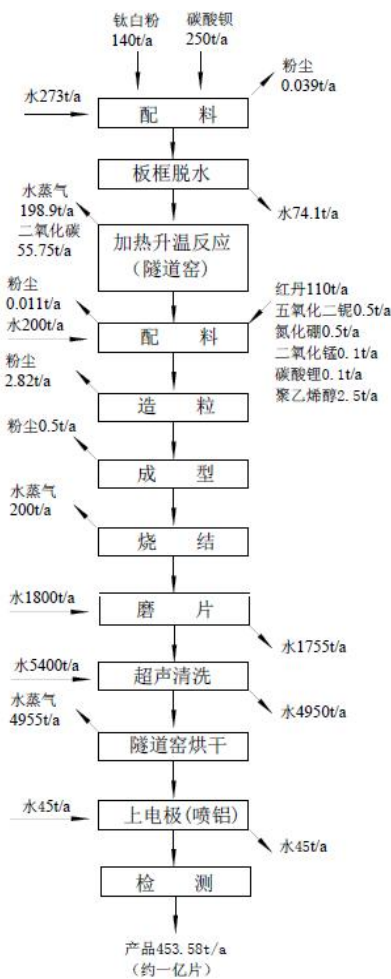 钛白粉
140t/a
碳酸钡
250t/a
粉尘
0.039t/a
水273t/a
配 料
板框脱水
水74.1t/a
水蒸气
198.9t/a
二氧化碳
55.75t/a
加热升温反应
(隧道窑)
粉尘
0.011t/a
水200t/a
红丹110t/a
五氧化二铌0.5t/a
氮化硼0.5t/a
二氧化锰0.1t/a
碳酸锂0.1t/a
聚乙烯醇2.5t/a
配 料
粉尘
2.82t/a
造 粒
粉尘0.5t/a
成 型
水蒸气
200t/a
烧 结
水1800t/a
磨 片
水1755t/a
水5400t/a
超声清洗
水4950t/a
水蒸气
4955t/a
隧道窑烘干
水45t/a
上电极(喷铝)
水45t/a
检 测
产品453.58t/a
(约一亿片)